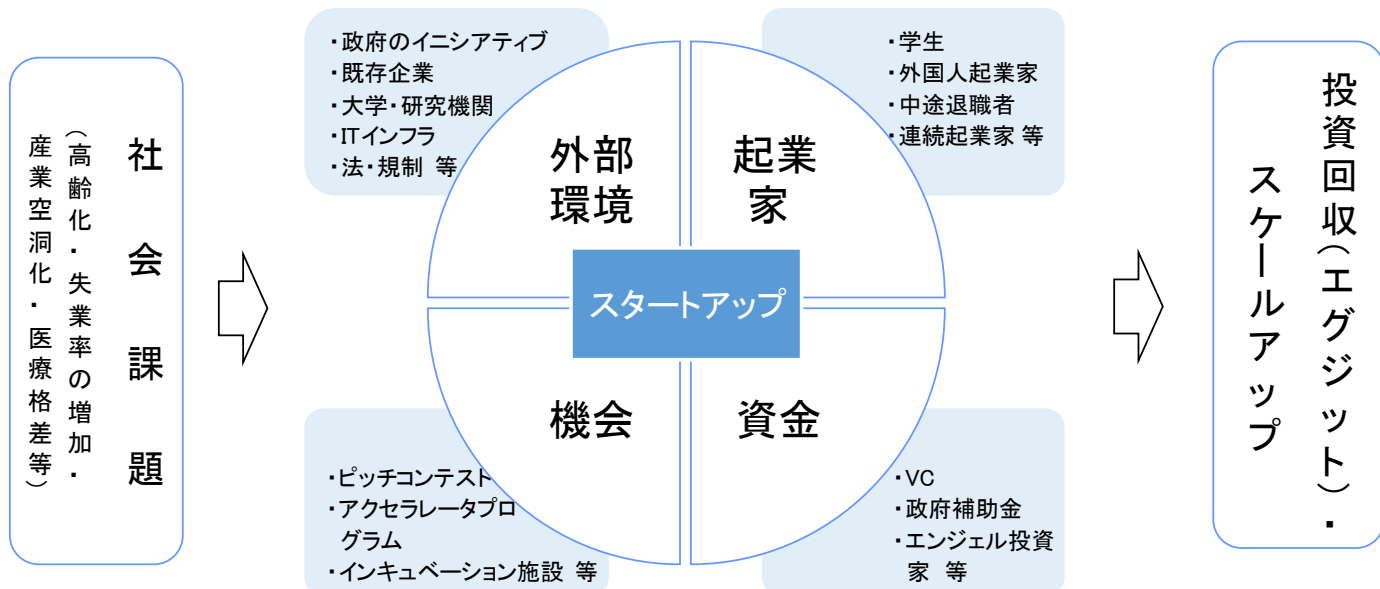 社会課題
(高齢化・失業率の増加・
産業空洞化・医療格差等)
・政府のイニシアティブ
・既存企業
・大学・研究機関
・ITインフラ
・法・規制 等
外部
環境
起業
家
・学生
・外国人起業家
・中途退職者
・連続起業家 等
スタートアップ
機会
資金
・ピッチコンテスト
・アクセラレータプロ
グラム
・インキュベーション施設 等
・VC
・政府補助金
・エンジェル投資
家 等
投資回収(エグジット)・
スケールアップ